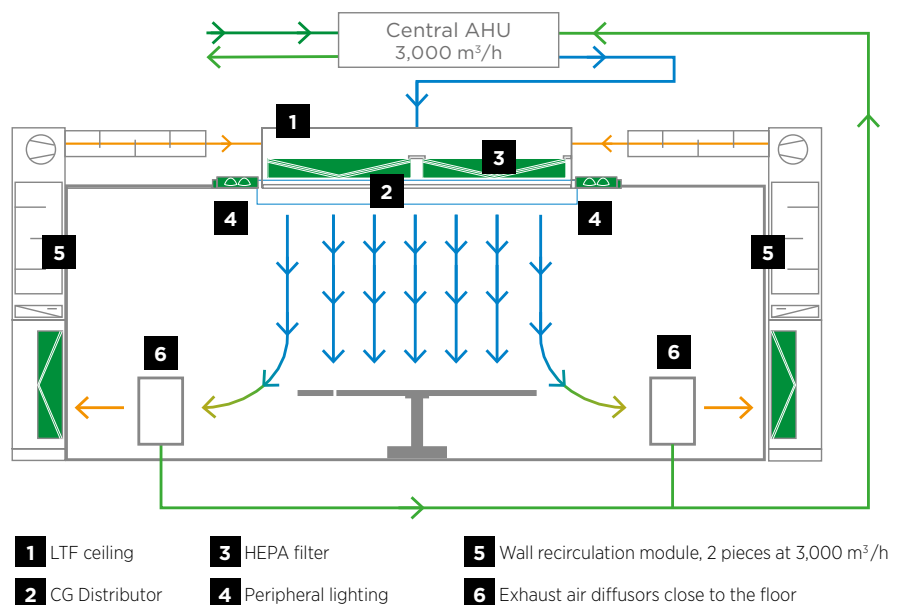 Central AHU
3,000 m³/h
1
3
2
4
4
5
5
6
6
1 LTF ceiling
3 HEPA filter
5 Wall recirculation module, 2 pieces at 3,000 m³/h
2 CG Distributor
4 Peripheral lighting
6 Exhaust air diffusors close to the floor